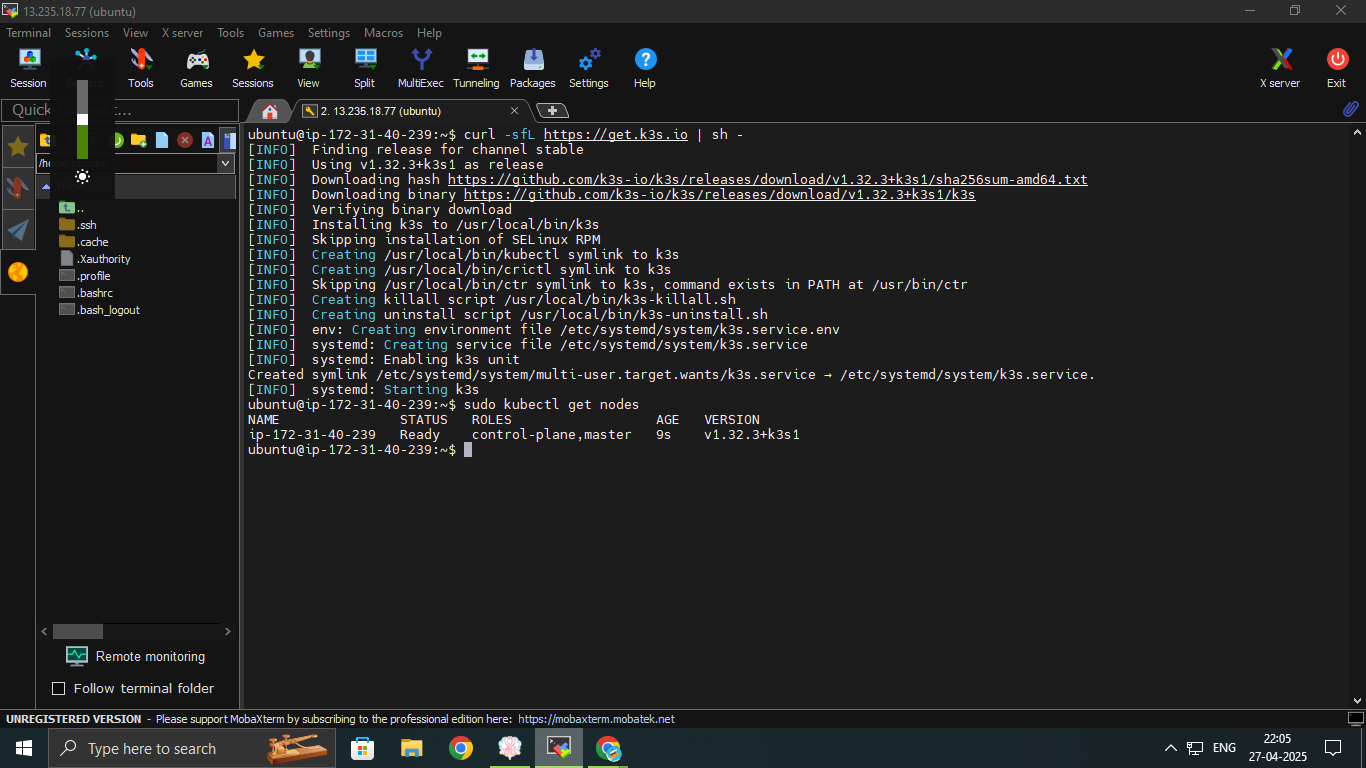 13.235.18.77 (ubuntu)
Terminal Sessions View X server Tools Games Settings Macros Help
Session Tools Games Sessions View Split MultiExec Tunneling Packages Settings Help X server Exit
2. 13.235.18.77 (ubuntu)
ubuntu@ip-172-31-40-239:~$ curl -sfL https://get.k3s.io | sh -
[INFO]  Finding release for channel stable
[INFO]  Using v1.32.3+k3s1 as release
[INFO]  Downloading hash https://github.com/k3s-io/k3s/releases/download/v1.32.3+k3s1/sha256sum-amd64.txt
[INFO]  Downloading binary https://github.com/k3s-io/k3s/releases/download/v1.32.3+k3s1/k3s
[INFO]  Verifying binary download
[INFO]  Installing k3s to /usr/local/bin/k3s
[INFO]  Skipping installation of SELinux RPM
[INFO]  Creating /usr/local/bin/kubectl symlink to k3s
[INFO]  Creating /usr/local/bin/crictl symlink to k3s
[INFO]  Skipping /usr/local/bin/ctr symlink to k3s, command exists in PATH at /usr/bin/ctr
[INFO]  Creating killall script /usr/local/bin/k3s-killall.sh
[INFO]  Creating uninstall script /usr/local/bin/k3s-uninstall.sh
[INFO]  env: Creating environment file /etc/systemd/system/k3s.service.env
[INFO]  systemd: Creating service file /etc/systemd/system/k3s.service
[INFO]  systemd: Enabling k3s unit
Created symlink /etc/systemd/system/multi-user.target.wants/k3s.service → /etc/systemd/system/k3s.service.
[INFO]  systemd: Starting k3s
ubuntu@ip-172-31-40-239:~$ sudo kubectl get nodes
NAME               STATUS   ROLES                  AGE   VERSION
ip-172-31-40-239   Ready    control-plane,master   9s    v1.32.3+k3s1
ubuntu@ip-172-31-40-239:~$
..
.ssh
.cache
.Xauthority
.profile
.bashrc
.bash_logout
Remote monitoring
Follow terminal folder
UNREGISTERED VERSION - Please support MobaXterm by subscribing to the professional edition here: https://mobaxterm.mobatek.net
Type here to search
ENG
22:05
27-04-2025